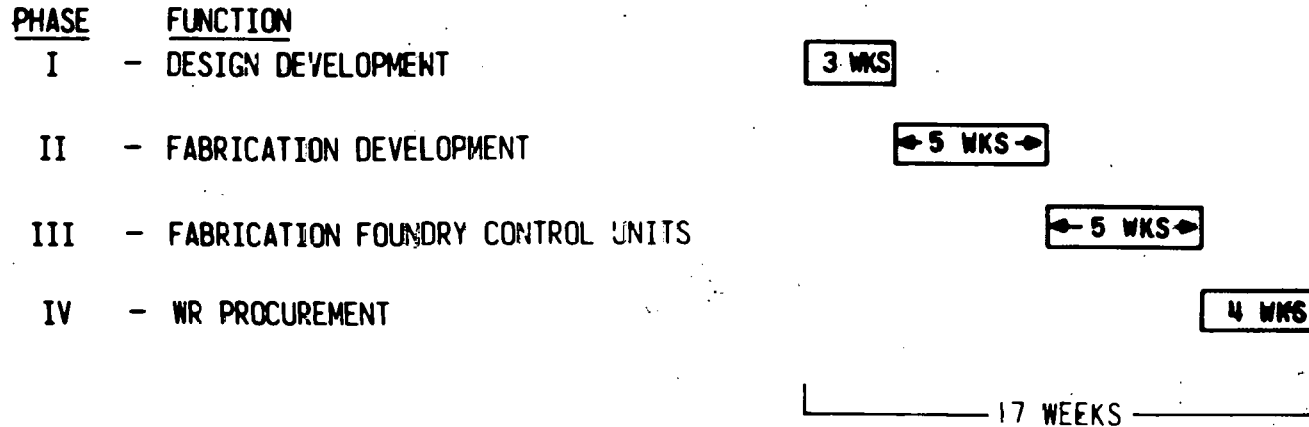 PHASE FUNCTION
I - DESIGN DEVELOPMENT 3 WKS
II - FABRICATION DEVELOPMENT 5 WKS
III - FABRICATION FOUNDRY CONTROL UNITS 5 WKS
IV - WR PROCUREMENT 4 WKS
17 WEEKS